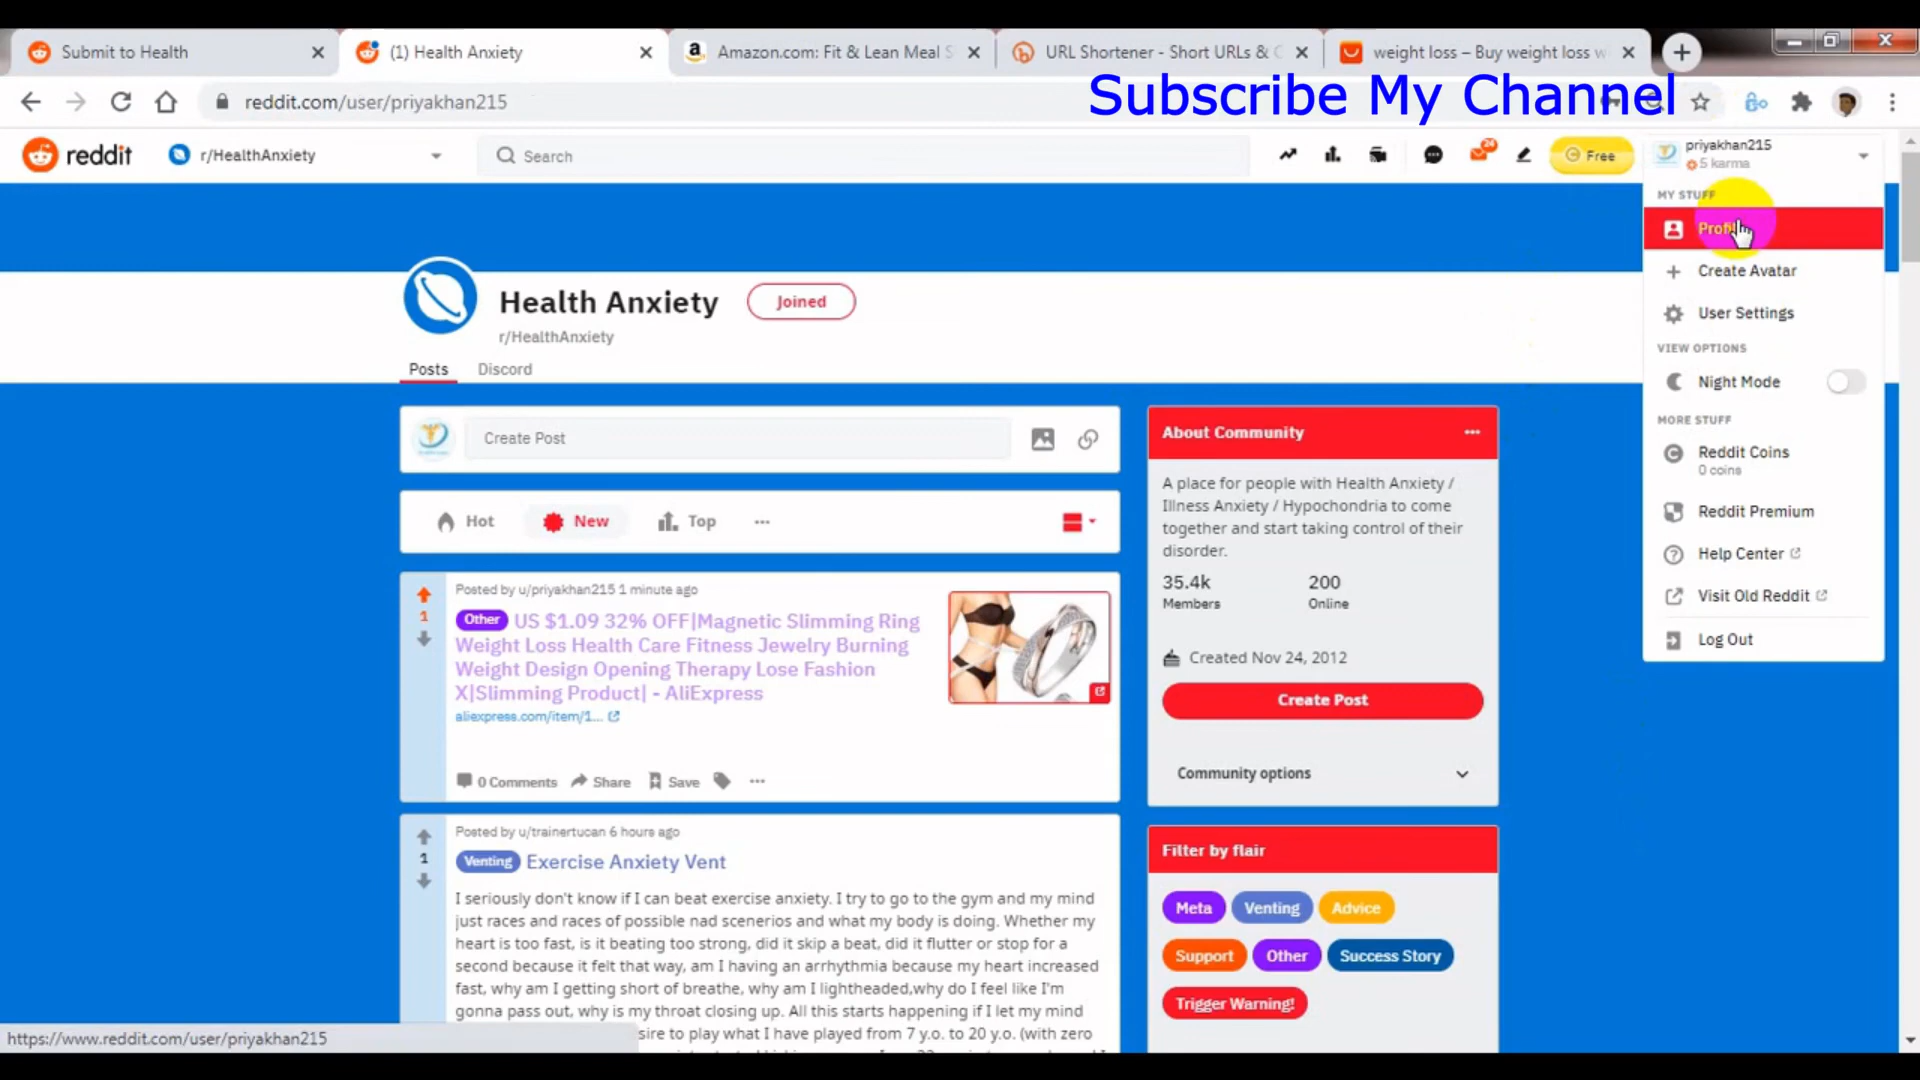 Submit to Health
(1) Health Anxiety
Amazon.com: Fit & Lean Meal S
URL Shortener - Short URLs & C
weight loss – Buy weight loss w
Subscribe My Channel
reddit.com/user/priyakhan215
reddit
r/HealthAnxiety
Search
24
Free
priyakhan215
5 karma
MY STUFF
Profile
Create Avatar
User Settings
VIEW OPTIONS
Night Mode
MORE STUFF
Reddit Coins
0 coins
Reddit Premium
Help Center
Visit Old Reddit
Log Out
Health Anxiety
Joined
r/HealthAnxiety
Posts
Discord
Create Post
Hot
New
Top
Posted by u/priyakhan215 1 minute ago
1
Other US $1.09 32% OFF|Magnetic Slimming Ring
Weight Loss Health Care Fitness Jewelry Burning
Weight Design Opening Therapy Lose Fashion
X|Slimming Product| - AliExpress
aliexpress.com/item/1...
0 Comments
Share
Save
Posted by u/trainertucan 6 hours ago
1
Venting Exercise Anxiety Vent
I seriously don't know if I can beat exercise anxiety. I try to go to the gym and my mind
just races and races of possible nad scenerios and what my body is doing. Whether my
heart is too fast, is it beating too strong, did it skip a beat, did it flutter or stop for a
second because it felt that way, am I having an arrhythmia because my heart increased
fast, why am I getting short of breathe, why am I lightheaded,why do I feel like I'm
gonna pass out, why is my throat closing up. All this starts happening if I let my mind
sire to play what I have played from 7 y.o. to 20 y.o. (with zero
About Community
A place for people with Health Anxiety /
Illness Anxiety / Hypochondria to come
together and start taking control of their
disorder.
35.4k
Members
200
Online
Created Nov 24, 2012
Create Post
Community options
Filter by flair
Meta
Venting
Advice
Support
Other
Success Story
Trigger Warning!
https://www.reddit.com/user/priyakhan215